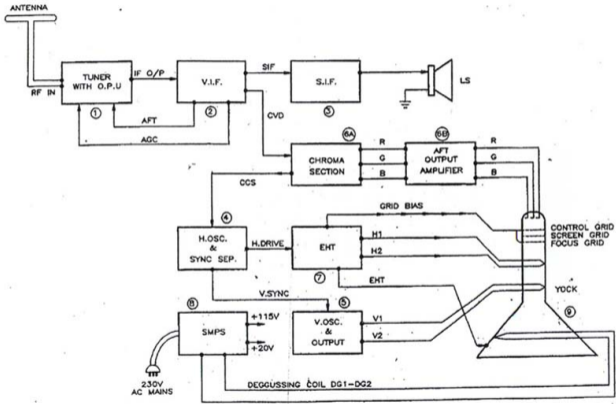 ANTENNA
RF IN
TUNER
WITH O.P.U
1
IF O/P
V.I.F.
2
SIF
S.I.F.
3
LS
AFT
AGC
CVD
6A
CHROMA
SECTION
R
G
B
6B
AFT
OUTPUT
AMPLIFIER
R
G
B
CCS
4
H.OSC.
&
SYNC SEP.
H.DRIVE
EHT
7
GRID BIAS
H1
H2
EHT
CONTROL GRID
SCREEN GRID
FOCUS GRID
YOCK
9
V.SYNC
5
V.OSC.
&
OUTPUT
V1
V2
8
SMPS
+115V
+20V
230V
AC MAINS
DEGGUSSING COIL DG1-DG2